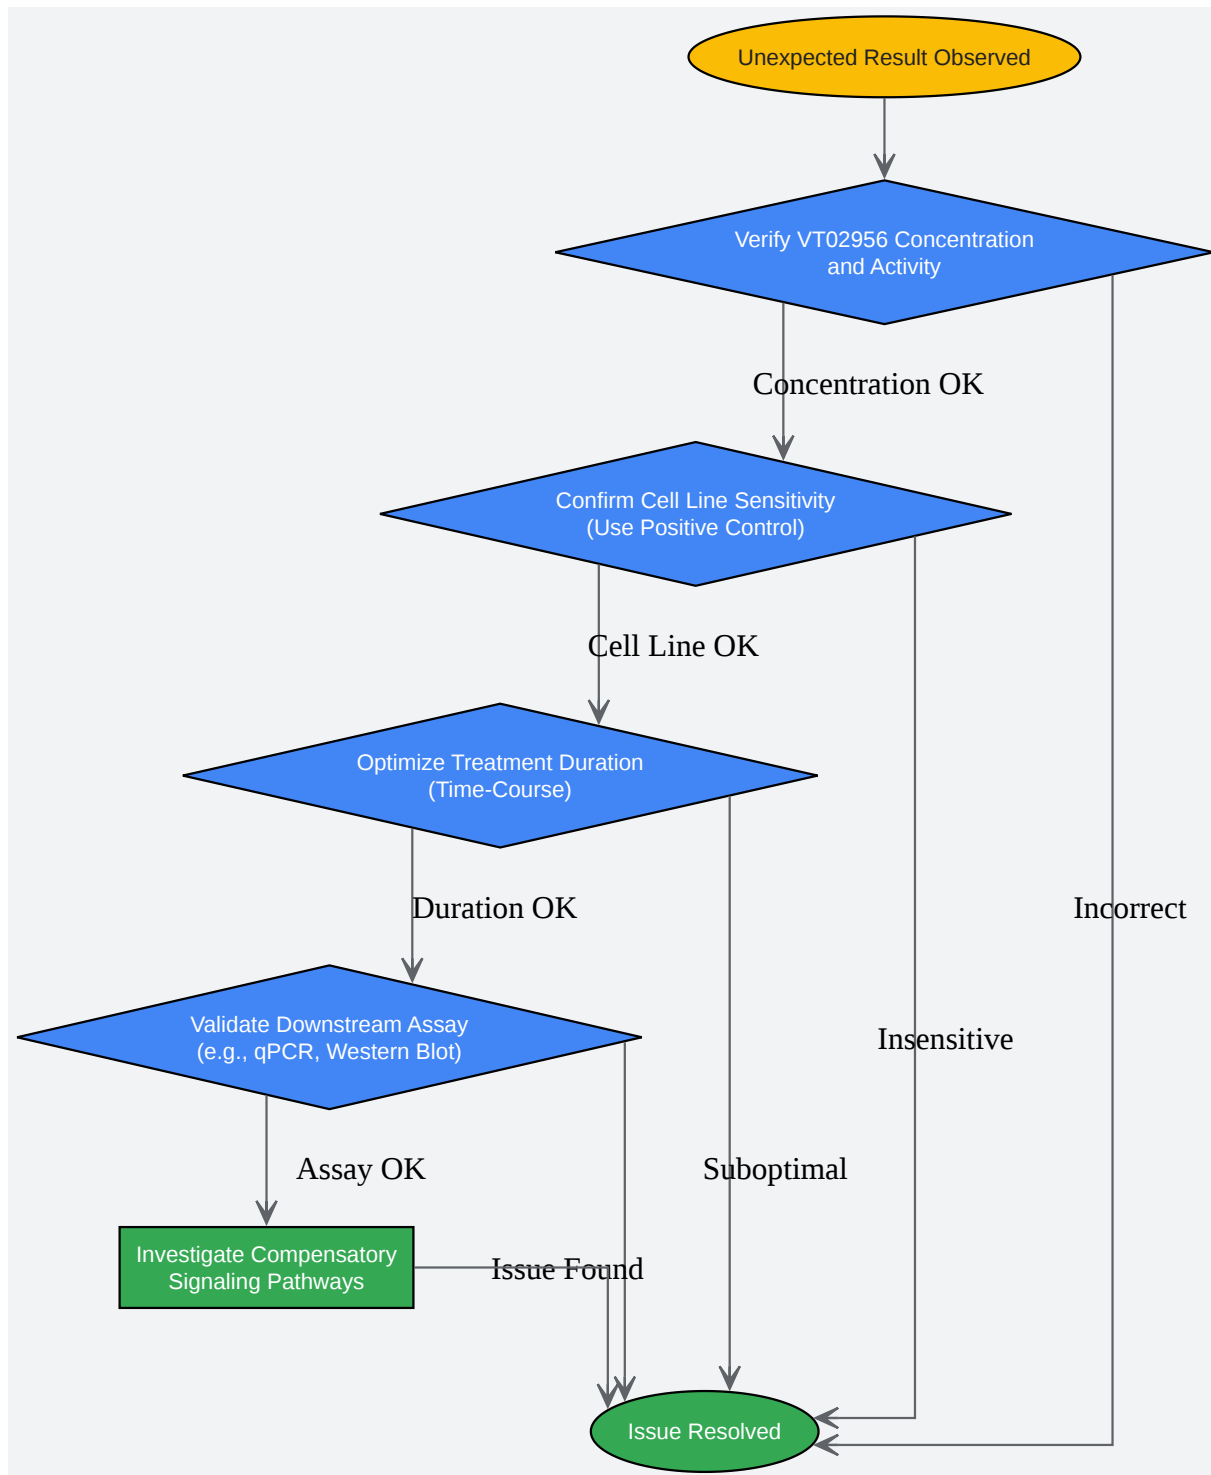 Unexpected Result Observed
Verify VT02956 Concentration
and Activity
Concentration OK
Confirm Cell Line Sensitivity
(Use Positive Control)
Cell Line OK
Optimize Treatment Duration
(Time-Course)
Duration OK
Incorrect
Validate Downstream Assay
(e.g., qPCR, Western Blot)
Insensitive
Assay OK
Suboptimal
Investigate Compensatory
Signaling Pathways
Issue Found
Issue Resolved